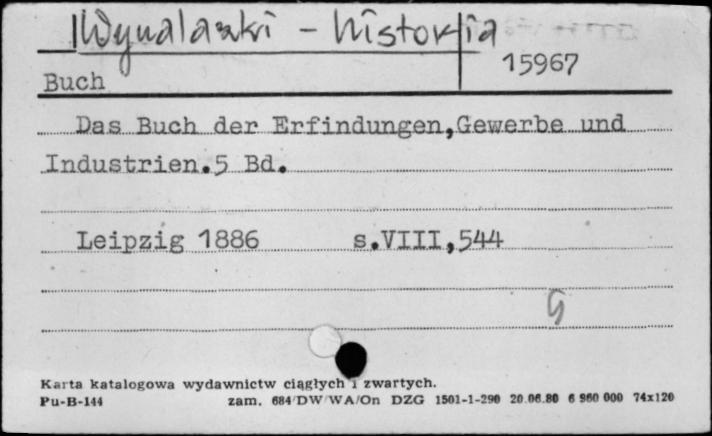 Wynalazki - historia
15967
Buch
Das Buch der Erfindungen,Gewerbe und
Industrien.5 Bd.
Leipzig 1886 s.VIII,544
G
Karta katalogowa wydawnictw ciągłych i zwartych.
Pu-B-144 zam. 684/DW/WA/On DZG 1501-1-290 20.06.80 6 960 000 74x120